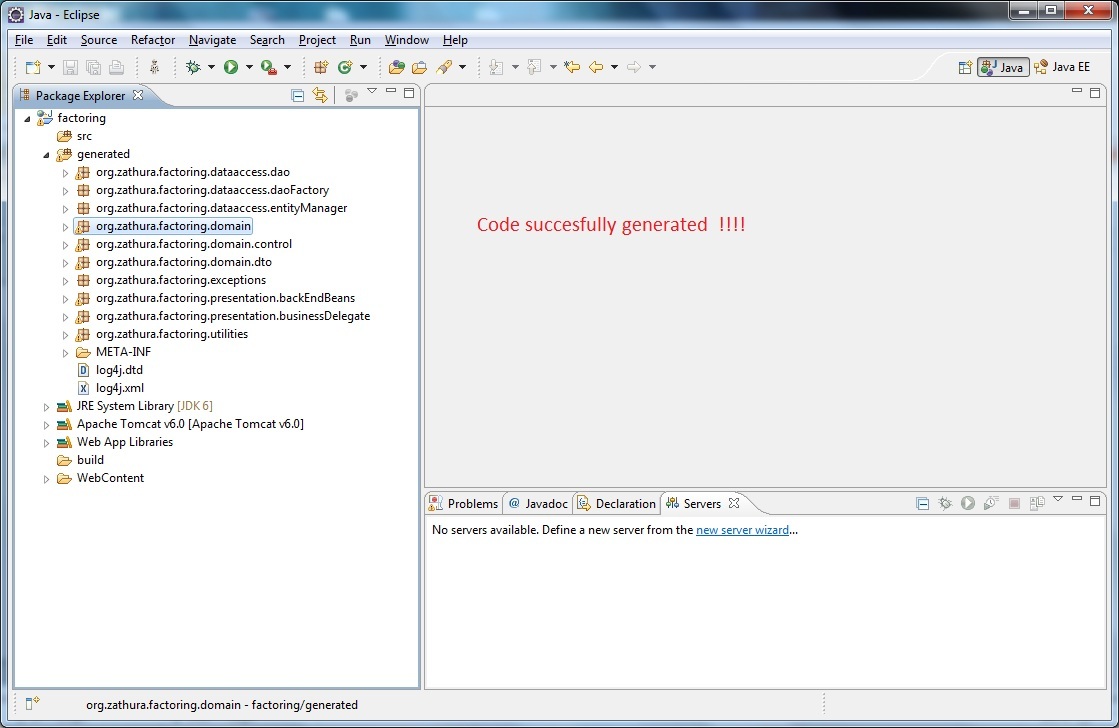 Java - Eclipse
File Edit Source Refactor Navigate Search Project Run Window Help
Java Java EE
Package Explorer
factoring
src
generated
org.zathura.factoring.dataaccess.dao
org.zathura.factoring.dataaccess.daoFactory
org.zathura.factoring.dataaccess.entityManager
org.zathura.factoring.domain
org.zathura.factoring.domain.control
org.zathura.factoring.domain.dto
org.zathura.factoring.exceptions
org.zathura.factoring.presentation.backEndBeans
org.zathura.factoring.presentation.businessDelegate
org.zathura.factoring.utilities
META-INF
log4j.dtd
log4j.xml
JRE System Library [JDK 6]
Apache Tomcat v6.0 [Apache Tomcat v6.0]
Web App Libraries
build
WebContent
Code succesfully generated !!!!
Problems @ Javadoc Declaration Servers
No servers available. Define a new server from the new server wizard...
org.zathura.factoring.domain - factoring/generated